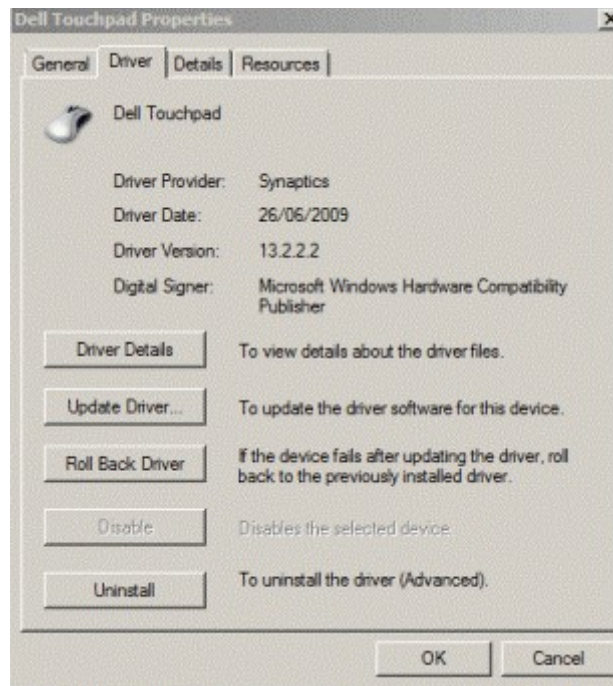 Dell Touchpad Properties
General Driver Details Resources
Dell Touchpad
Driver Provider: Synaptics
Driver Date: 26/06/2009
Driver Version: 13.2.2.2
Digital Signer: Microsoft Windows Hardware Compatibility
Publisher
Driver Details To view details about the driver files.
Update Driver... To update the driver software for this device.
Roll Back Driver If the device fails after updating the driver, roll
back to the previously installed driver.
Disable Disables the selected device.
Uninstall To uninstall the driver (Advanced).
OK Cancel